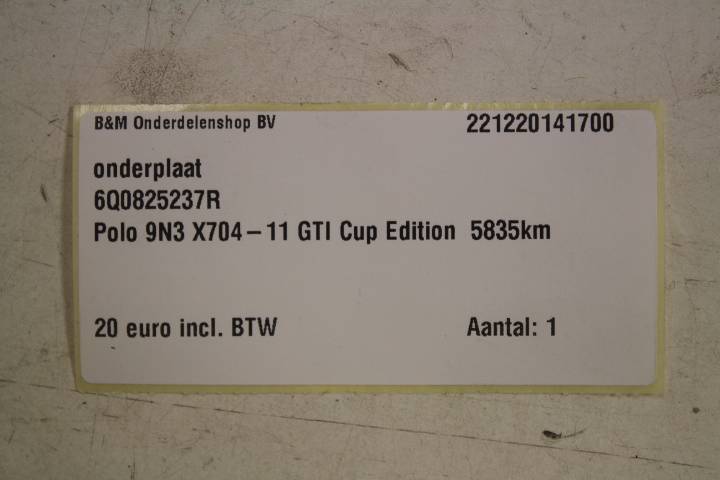 B&M Onderdelenshop BV 221220141700
onderplaat
6Q0825237R
Polo 9N3 X704-11 GTI Cup Edition 5835km
20 euro incl. BTW Aantal: 1